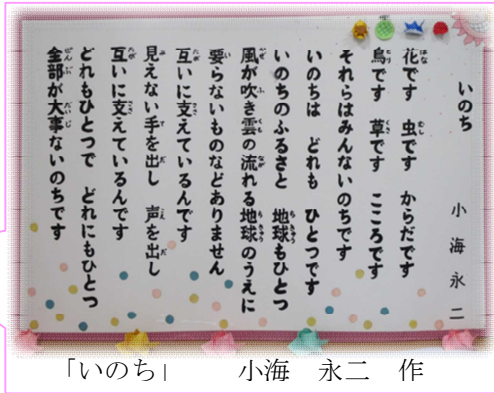 いのち
小海永二
花です 虫です からだです
鳥です 草です こころです
それらはみんないのちです
いのちは どれも ひとつです
いのちのふるさと 地球もひとつ
風が吹き雲の流れる地球のうえに
要らないものなどありません
互いに支えているんです
見えない手を出し 声を出し
互いに支えているんです
どれもひとつで どれにもひとつ
全部が大事ないのちです
「いのち」 小海 永二 作